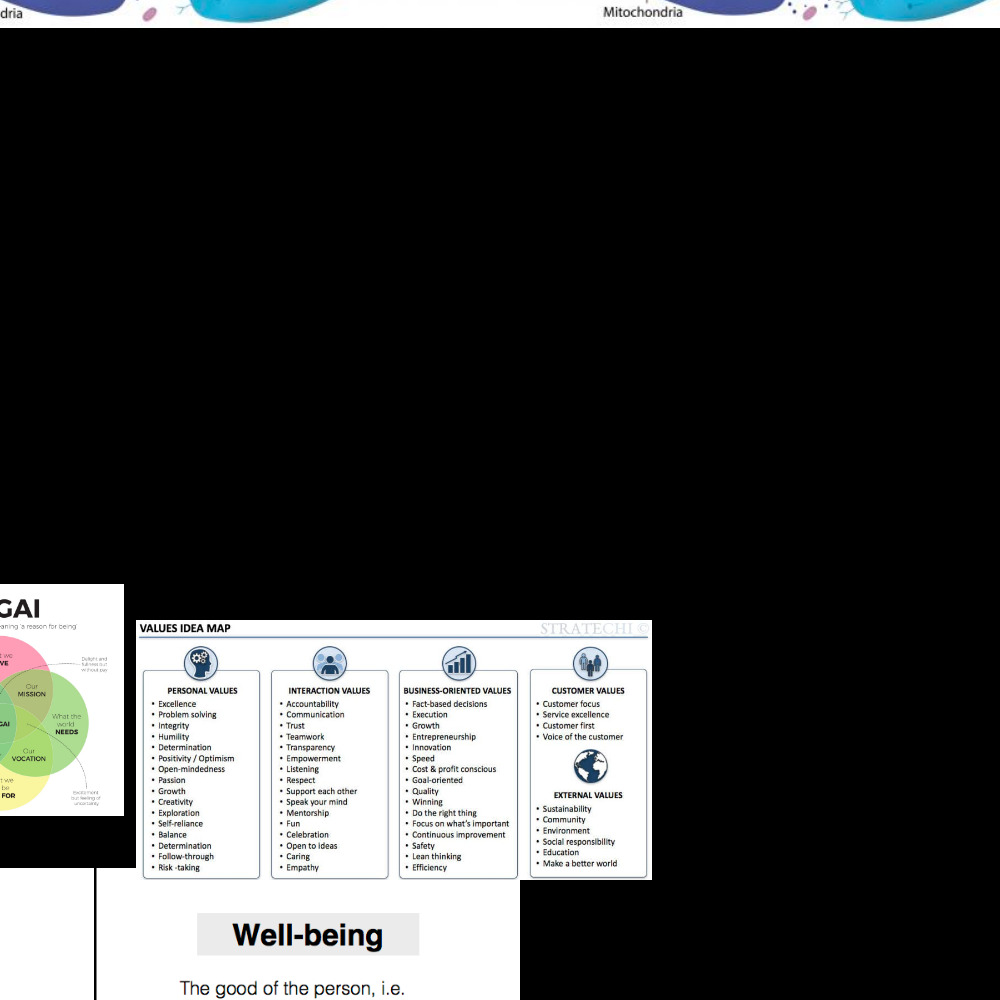 dria
Mitochondria
GAI
aning 'a reason for being'
t we
VE
Delight and
fullness but
without pay
Our
MISSION
GAI
What the
world
NEEDS
Our
VOCATION
t we
be
FOR
Excitement
but feeling of
uncertainty
VALUES IDEA MAP
STRATECHI ©
PERSONAL VALUES
• Excellence
• Problem solving
• Integrity
• Humility
• Determination
• Positivity / Optimism
• Open-mindedness
• Passion
• Growth
• Creativity
• Exploration
• Self-reliance
• Balance
• Determination
• Follow-through
• Risk -taking
INTERACTION VALUES
• Accountability
• Communication
• Trust
• Teamwork
• Transparency
• Empowerment
• Listening
• Respect
• Support each other
• Speak your mind
• Mentorship
• Fun
• Celebration
• Open to ideas
• Caring
• Empathy
BUSINESS-ORIENTED VALUES
• Fact-based decisions
• Execution
• Growth
• Entrepreneurship
• Innovation
• Speed
• Cost & profit conscious
• Goal-oriented
• Quality
• Winning
• Do the right thing
• Focus on what's important
• Continuous improvement
• Safety
• Lean thinking
• Efficiency
CUSTOMER VALUES
• Customer focus
• Service excellence
• Customer first
• Voice of the customer
EXTERNAL VALUES
• Sustainability
• Community
• Environment
• Social responsibility
• Education
• Make a better world
Well-being
The good of the person, i.e.